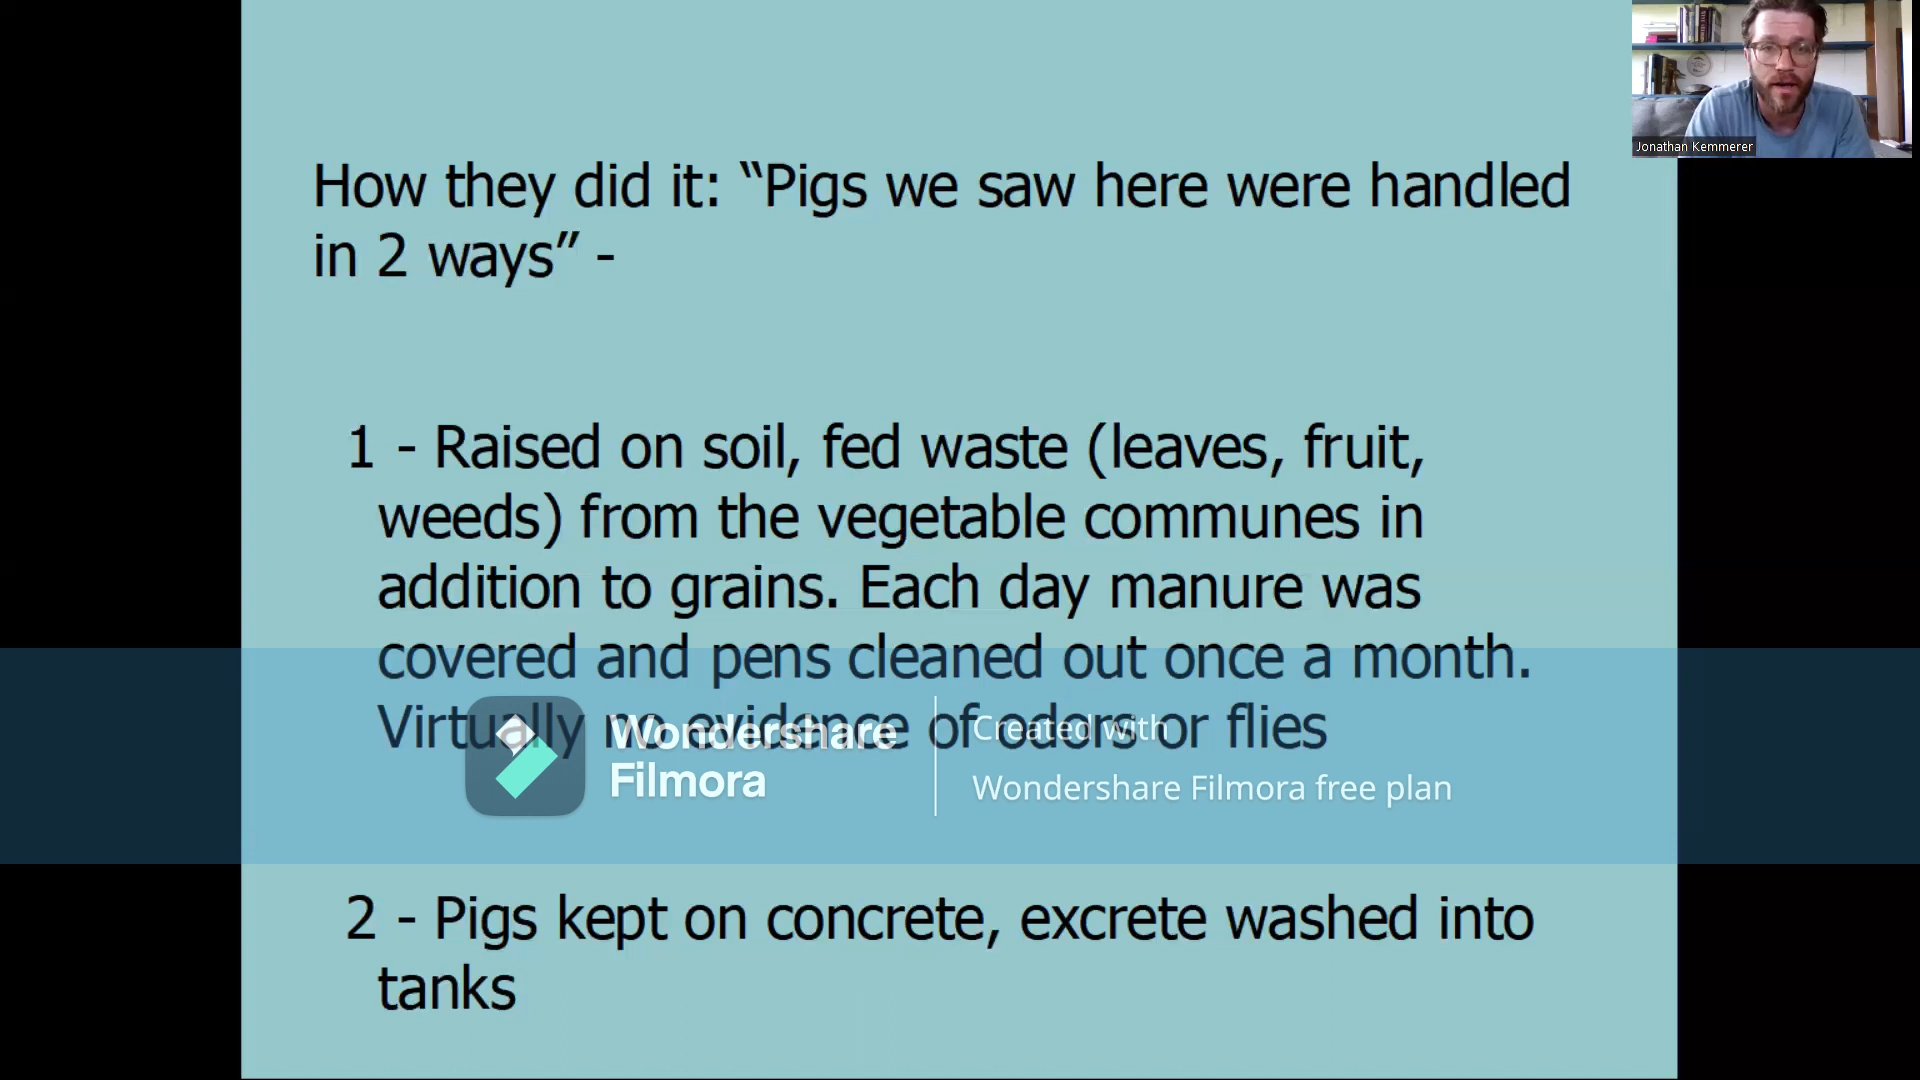 How they did it: “Pigs we saw here were handled
in 2 ways” -
1 - Raised on soil, fed waste (leaves, fruit,
weeds) from the vegetable communes in
addition to grains. Each day manure was
covered and pens cleaned out once a month.
Virtually no evidence of odors or flies
2 - Pigs kept on concrete, excrete washed into
tanks
Jonathan Kemmerer
Wondershare
Filmora
Created with
Wondershare Filmora free plan